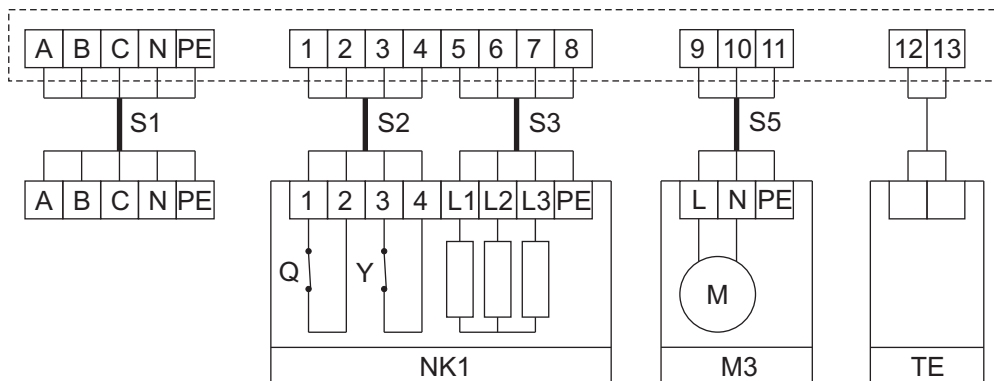 A B C N PE 1 2 3 4 5 6 7 8 9 10 11 12 13
S1 S2 S3 S5
A B C N PE 1 2 3 4 L1 L2 L3 PE L N PE
Q Y M
NK1 M3 TE